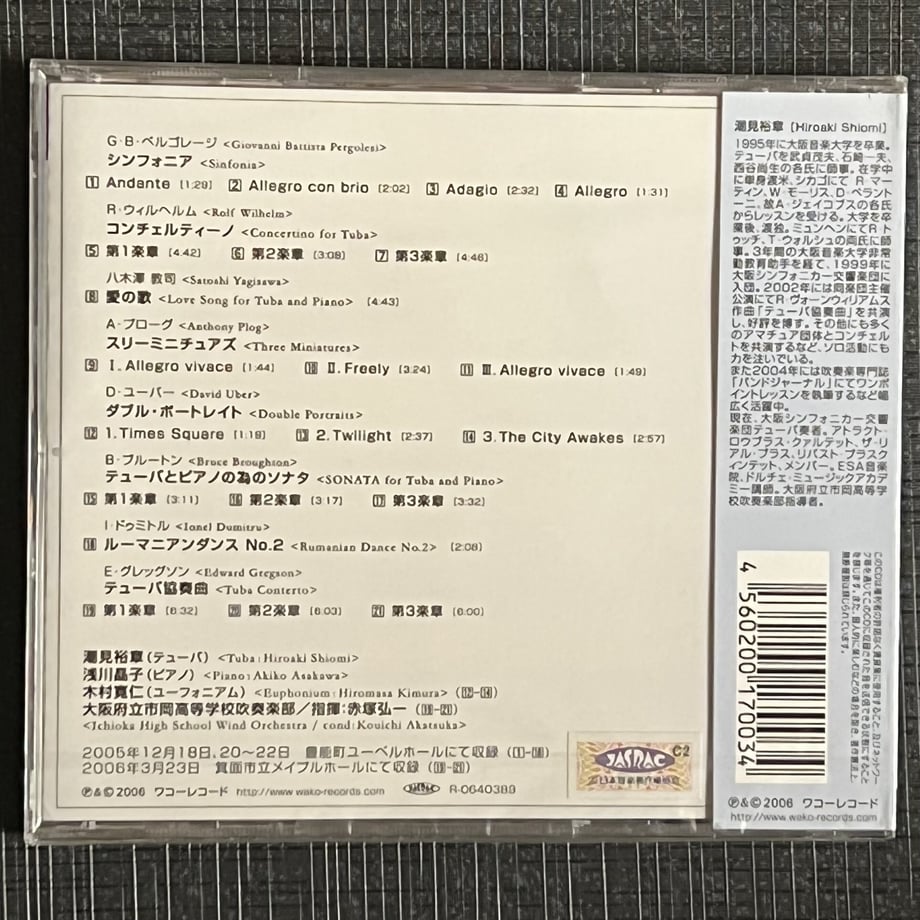 G・B・ペルゴレージ <Giovanni Battista Pergolesi>
シンフォニア <Sinfonia>
1 Andante [1:29] 2 Allegro con brio [2:02] 3 Adagio [2:32] 4 Allegro [1:31]
R・ウィルヘルム <Rolf Wilhelm>
コンチェルティーノ <Concertino for Tuba>
5 第1楽章 [4:42] 6 第2楽章 [3:08] 7 第3楽章 [4:46]
八木澤 教司 <Satoshi Yagisawa>
8 愛の歌 <Love Song for Tuba and Piano> [4:43]
A・プローグ <Anthony Plog>
スリーミニチュアズ <Three Miniatures>
9 I. Allegro vivace [1:44] 10 II. Freely [3:24] 11 III. Allegro vivace [1:49]
D・ユーバー <David Uber>
ダブル・ポートレイト <Double Portraits>
12 1. Times Square [1:19] 13 2. Twilight [2:37] 14 3. The City Awakes [2:57]
B・ブルートン <Bruce Broughton>
テューバとピアノの為のソナタ <SONATA for Tuba and Piano>
15 第1楽章 [3:11] 16 第2楽章 [3:17] 17 第3楽章 [3:32]
I・ドゥミトル <Ionel Dumitru>
18 ルーマニアンダンス No.2 <Rumanian Dance No.2> [2:08]
E・グレッグソン <Edward Gregson>
テューバ協奏曲 <Tuba Conterto>
19 第1楽章 [6:32] 20 第2楽章 [6:03] 21 第3楽章 [6:00]
潮見裕章(テューバ) <Tuba : Hiroaki Shiomi>
浅川晶子(ピアノ) <Piano : Akiko Asakawa>
木村寛仁(ユーフォニアム) <Euphonium : Hiromasa Kimura> (12-14)
大阪府立市岡高等学校吹奏楽部/指揮:赤塚弘一 (19-21)
<Ichioka High School Wind Orchestra / cond : Kouichi Akatsuka>
2005年12月18日、20~22日 豊能町ユーベルホールにて収録 (1-18)
2006年3月23日 箕面市立メイプルホールにて収録 (19-21)
Ⓟ&©2006 ワコーレコード http://www.wako-records.com JASRAC R-0640389
JASRAC
C2
潮見裕章 [Hiroaki Shiomi]
1995年に大阪音楽大学を卒業。
テューバを武貞茂夫、石崎一夫、
西谷尚生の各氏に師事。在学中
に単身渡米、シカゴにて R・マー
ティン、W・モーリス、D・ペラント
ーニ、故A・ジェイコブスの各氏
からレッスンを受ける。大学を卒
業後、渡独。ミュンヘンにてR・ト
ゥッチ、T・ウォルシュの両氏に師
事。3年間の大阪音楽大学非常
勤教育助手を経て、1999年に
大阪シンフォニカー交響楽団に
入団。2002年には同楽団主催
公演にてR・ヴォーンウィリアムス
作曲「テューバ協奏曲」を共演
し、好評を博す。その他にも多く
のアマチュア団体とコンチェル
トを共演するなど、ソロ活動にも
力を注いでいる。
また2004年には吹奏楽専門誌
「バンドジャーナル」にてワンポ
イントレッスンを執筆するなど幅
広く活躍中。
現在、大阪シンフォニカー交響
楽団テューバ奏者。アトラクト・
ロウブラス・クァルテット、ザ・リ
アル・ブラス、リバスト・ブラスク
ィンテット、メンバー。ESA音楽
院、ドルチェ・ミュージックアカデ
ミー講師。大阪府立市岡高等学
校吹奏楽部指導者。
4 560200 170034
Ⓟ&©2006 ワコーレコード
http://www.wako-records.com